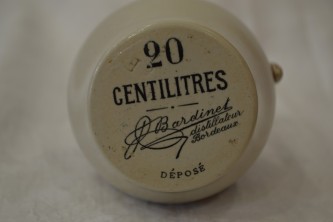 20
CENTILITRES
P Bardinet
distillateur
Bordeaux
DÉPOSÉ